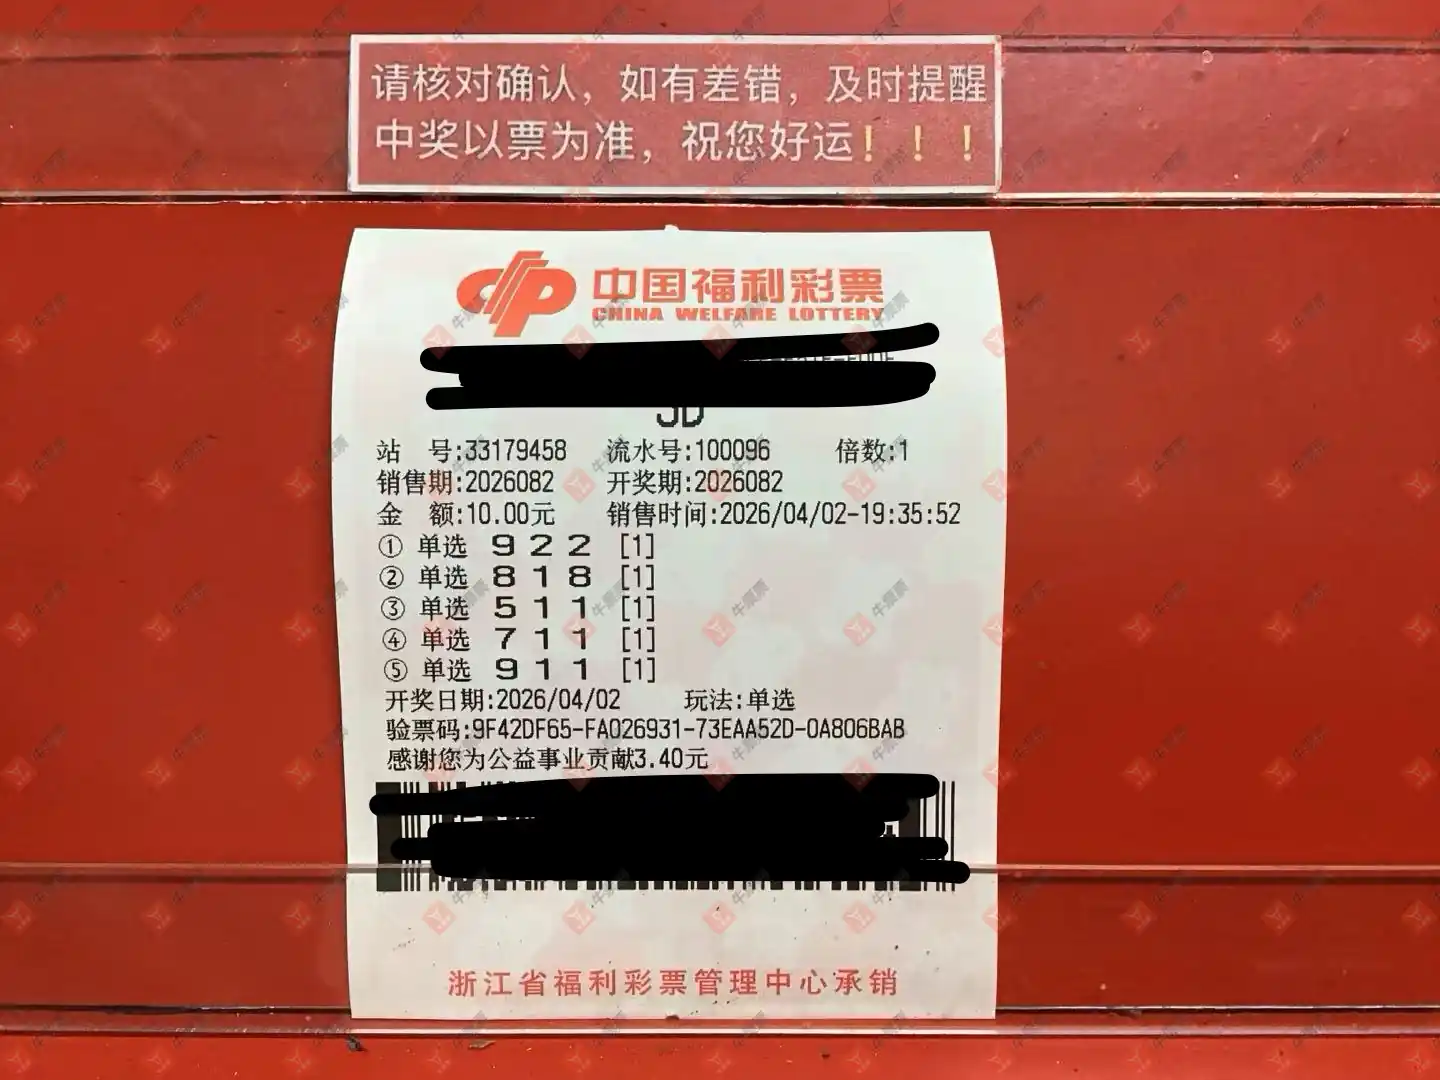 请核对确认，如有差错，及时提醒
中奖以票为准，祝您好运！！！
中国福利彩票
CHINA WELFARE LOTTERY
3D
站 号:33179458 流水号:100096 倍数:1
销售期:2026082 开奖期:2026082
金 额:10.00元 销售时间:2026/04/02-19:35:52
① 单选 9 2 2 [1]
② 单选 8 1 8 [1]
③ 单选 5 1 1 [1]
④ 单选 7 1 1 [1]
⑤ 单选 9 1 1 [1]
开奖日期:2026/04/02 玩法:单选
验票码:9F42DF65-FA026931-73EAA52D-0A806BAB
感谢您为公益事业贡献3.40元
浙江省福利彩票管理中心承销
牛票票